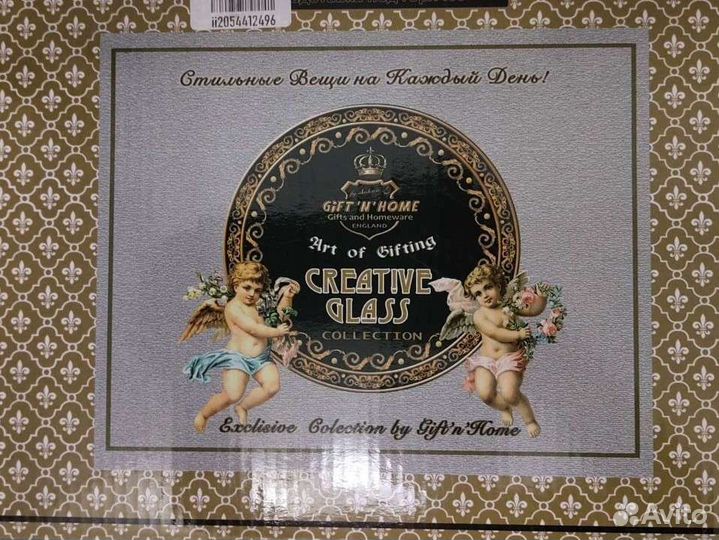 ii2054412496
Стильные Вещи на Каждый День!
GIFT 'N' HOME
Gifts and Homeware
ENGLAND
Art of Gifting
CREATIVE
GLASS
COLLECTION
Exclisive Colection by Gift'n'Home
Avito